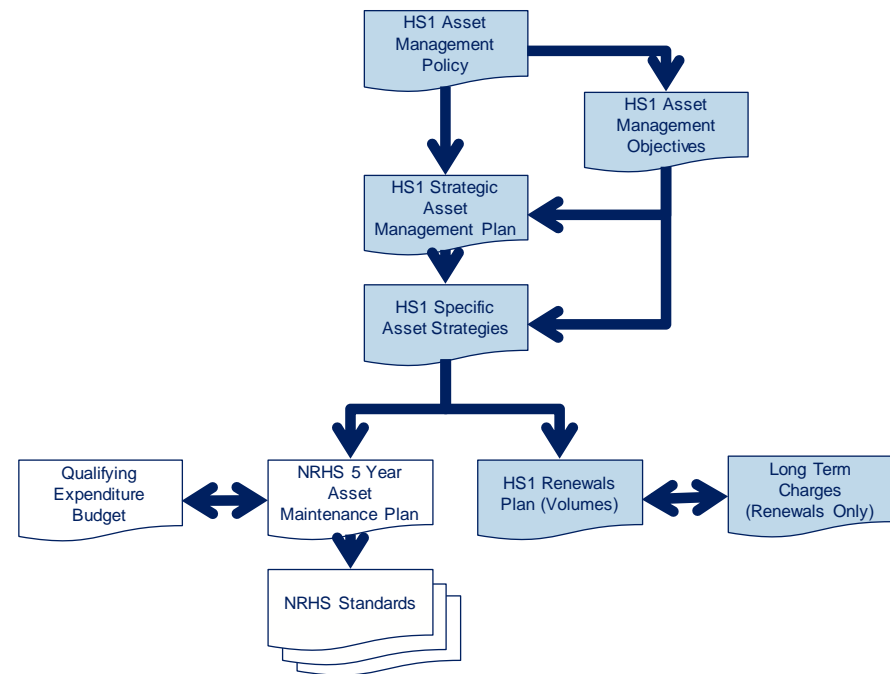 HS1 Asset
Management
Policy
HS1 Asset
Management
Objectives
HS1 Strategic
Asset
Management Plan
HS1 Specific
Asset Strategies
Qualifying
Expenditure
Budget
NRHS 5 Year
Asset
Maintenance Plan
HS1 Renewals
Plan (Volumes)
Long Term
Charges
(Renewals Only)
NRHS Standards